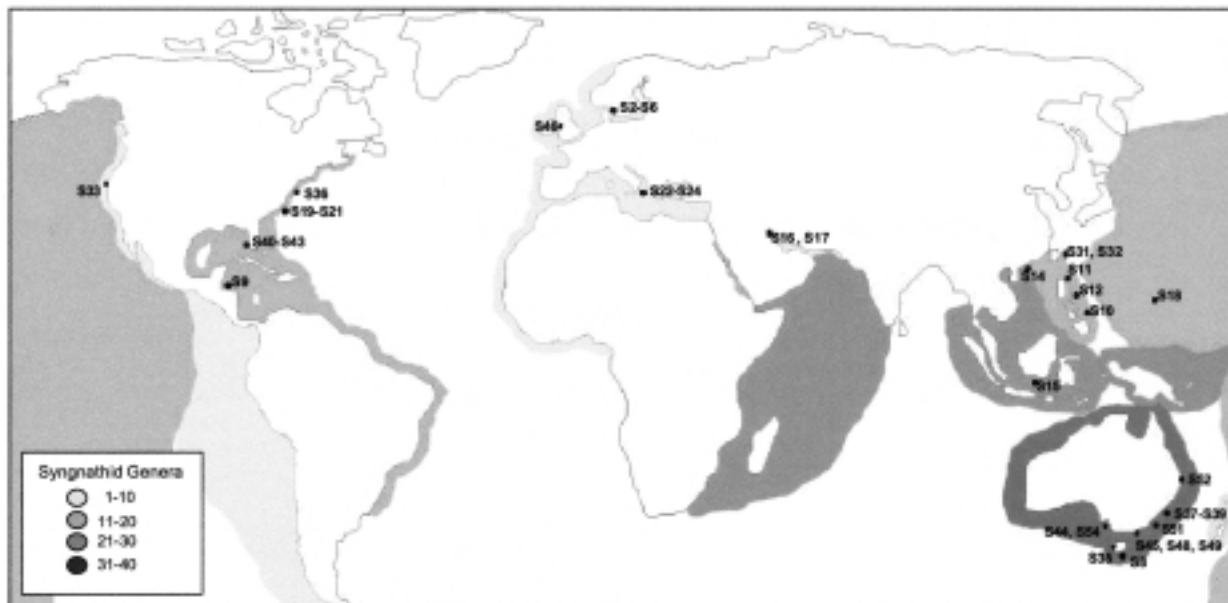 S2-S6
S46
S33
S36
S22-S24
S19-S21
S40-S43
S16, S17
S31, S32
S9
S14
S11
S12
S18
S10
S15
Syngnathid Genera
1-10
11-20
21-30
31-40
S52
S37-S39
S44, S54
S51
S45, S48, S49
S35
S5